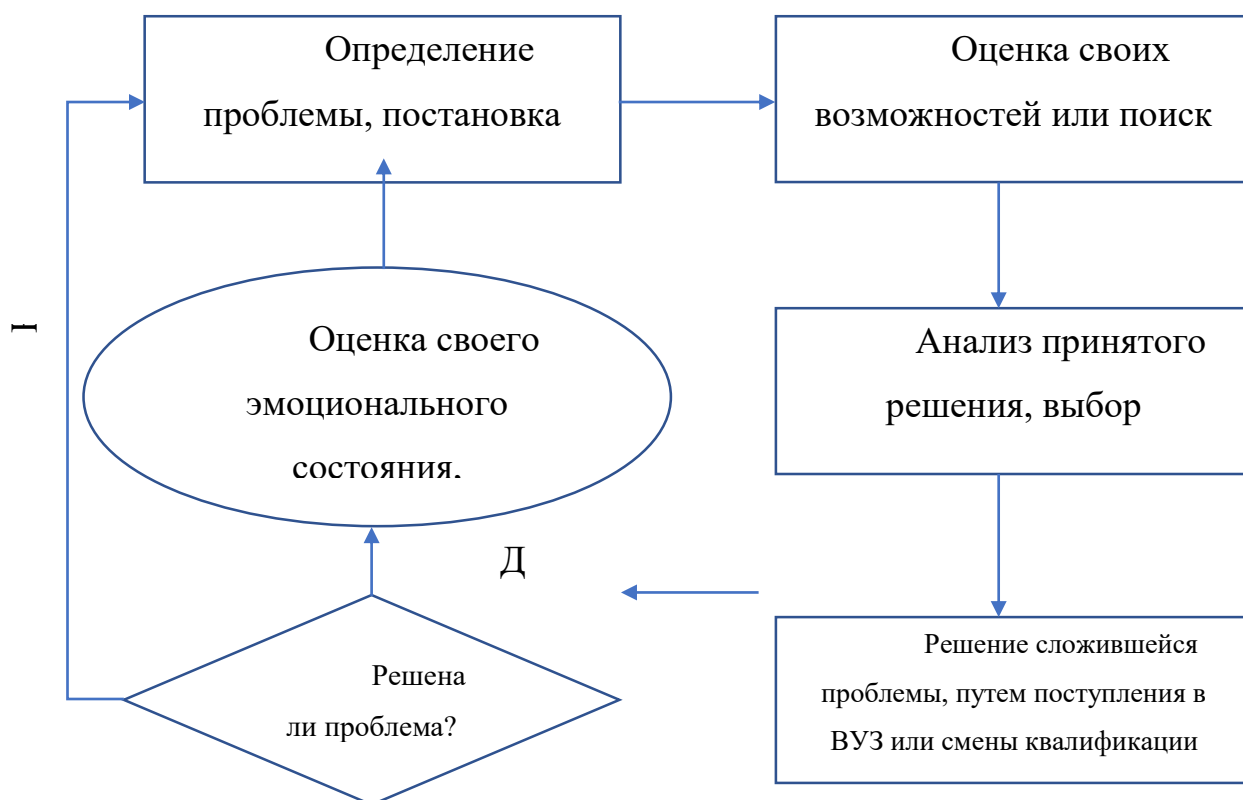 Определение
проблемы, постановка
Оценка своих
возможностей или поиск
Анализ принятого
решения, выбор
Решение сложившейся
проблемы, путем поступления в
ВУЗ или смены квалификации
Решена
ли проблема?
Д
Оценка своего
эмоционального
состояния,